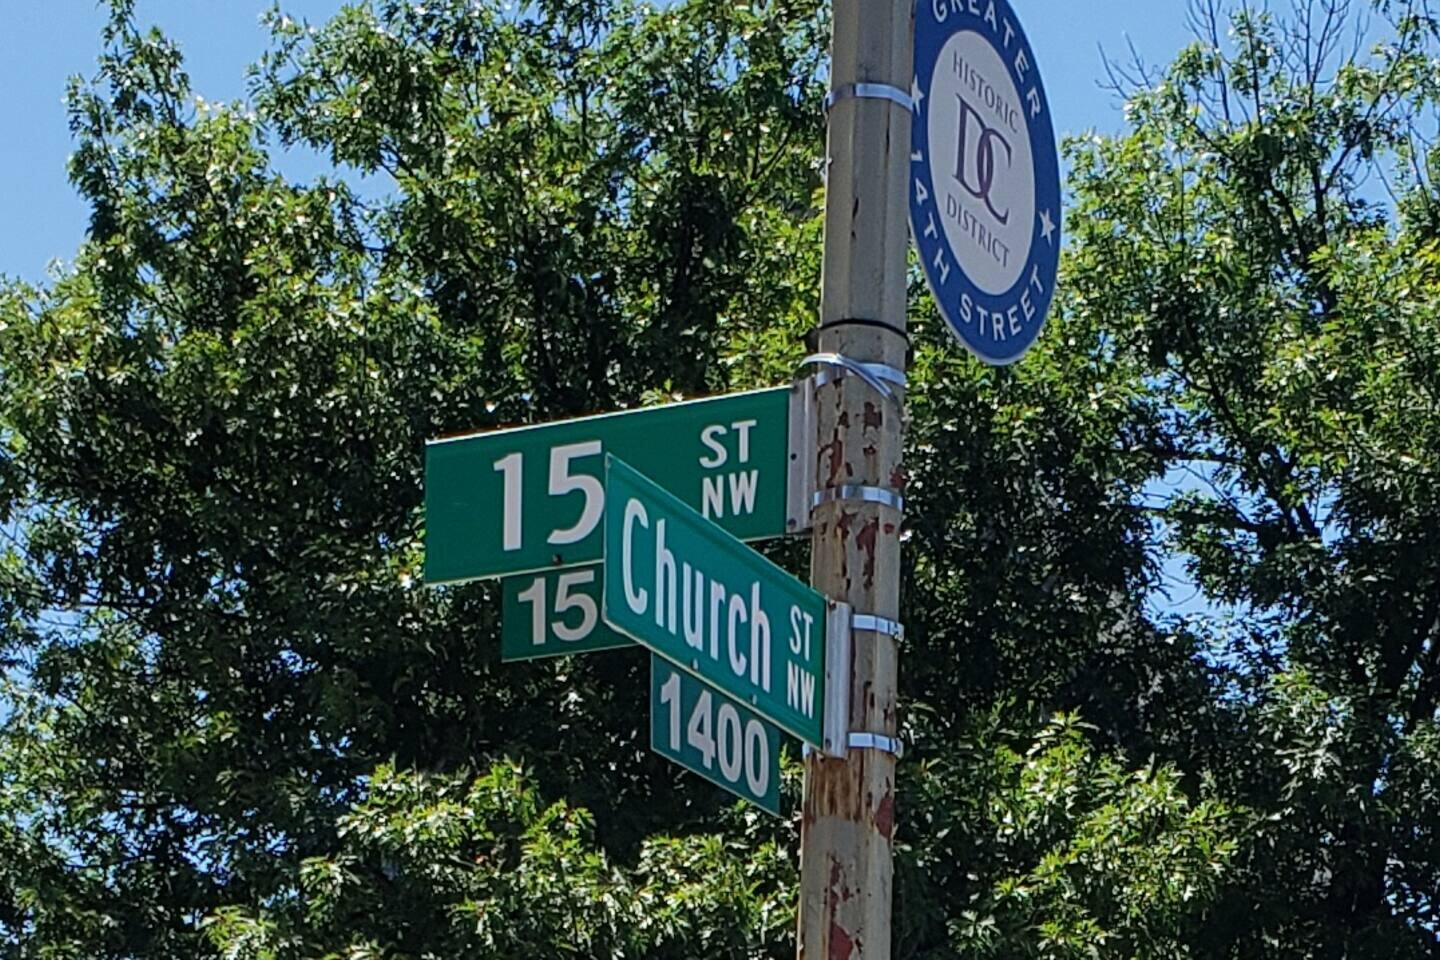 GREATER
HISTORIC
DC
DISTRICT
14TH STREET
15 ST
NW
15
Church ST
NW
1400